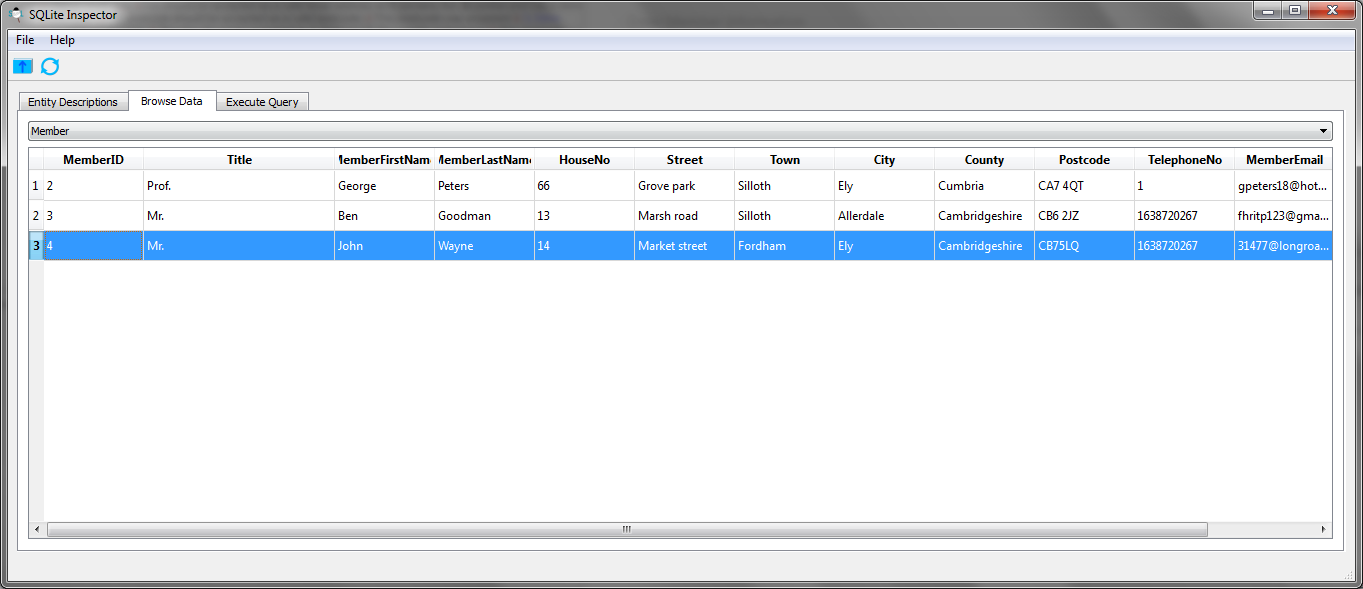 SQLite Inspector
File Help
Entity Descriptions Browse Data Execute Query
Member
MemberID Title MemberFirstName MemberLastName HouseNo Street Town City County Postcode TelephoneNo MemberEmail
1 2 Prof. George Peters 66 Grove park Silloth Ely Cumbria CA7 4QT 1 gpeters18@hot...
2 3 Mr. Ben Goodman 13 Marsh road Silloth Allerdale Cambridgeshire CB6 2JZ 1638720267 fhritp123@gma...
3 4 Mr. John Wayne 14 Market street Fordham Ely Cambridgeshire CB75LQ 1638720267 31477@longroa...